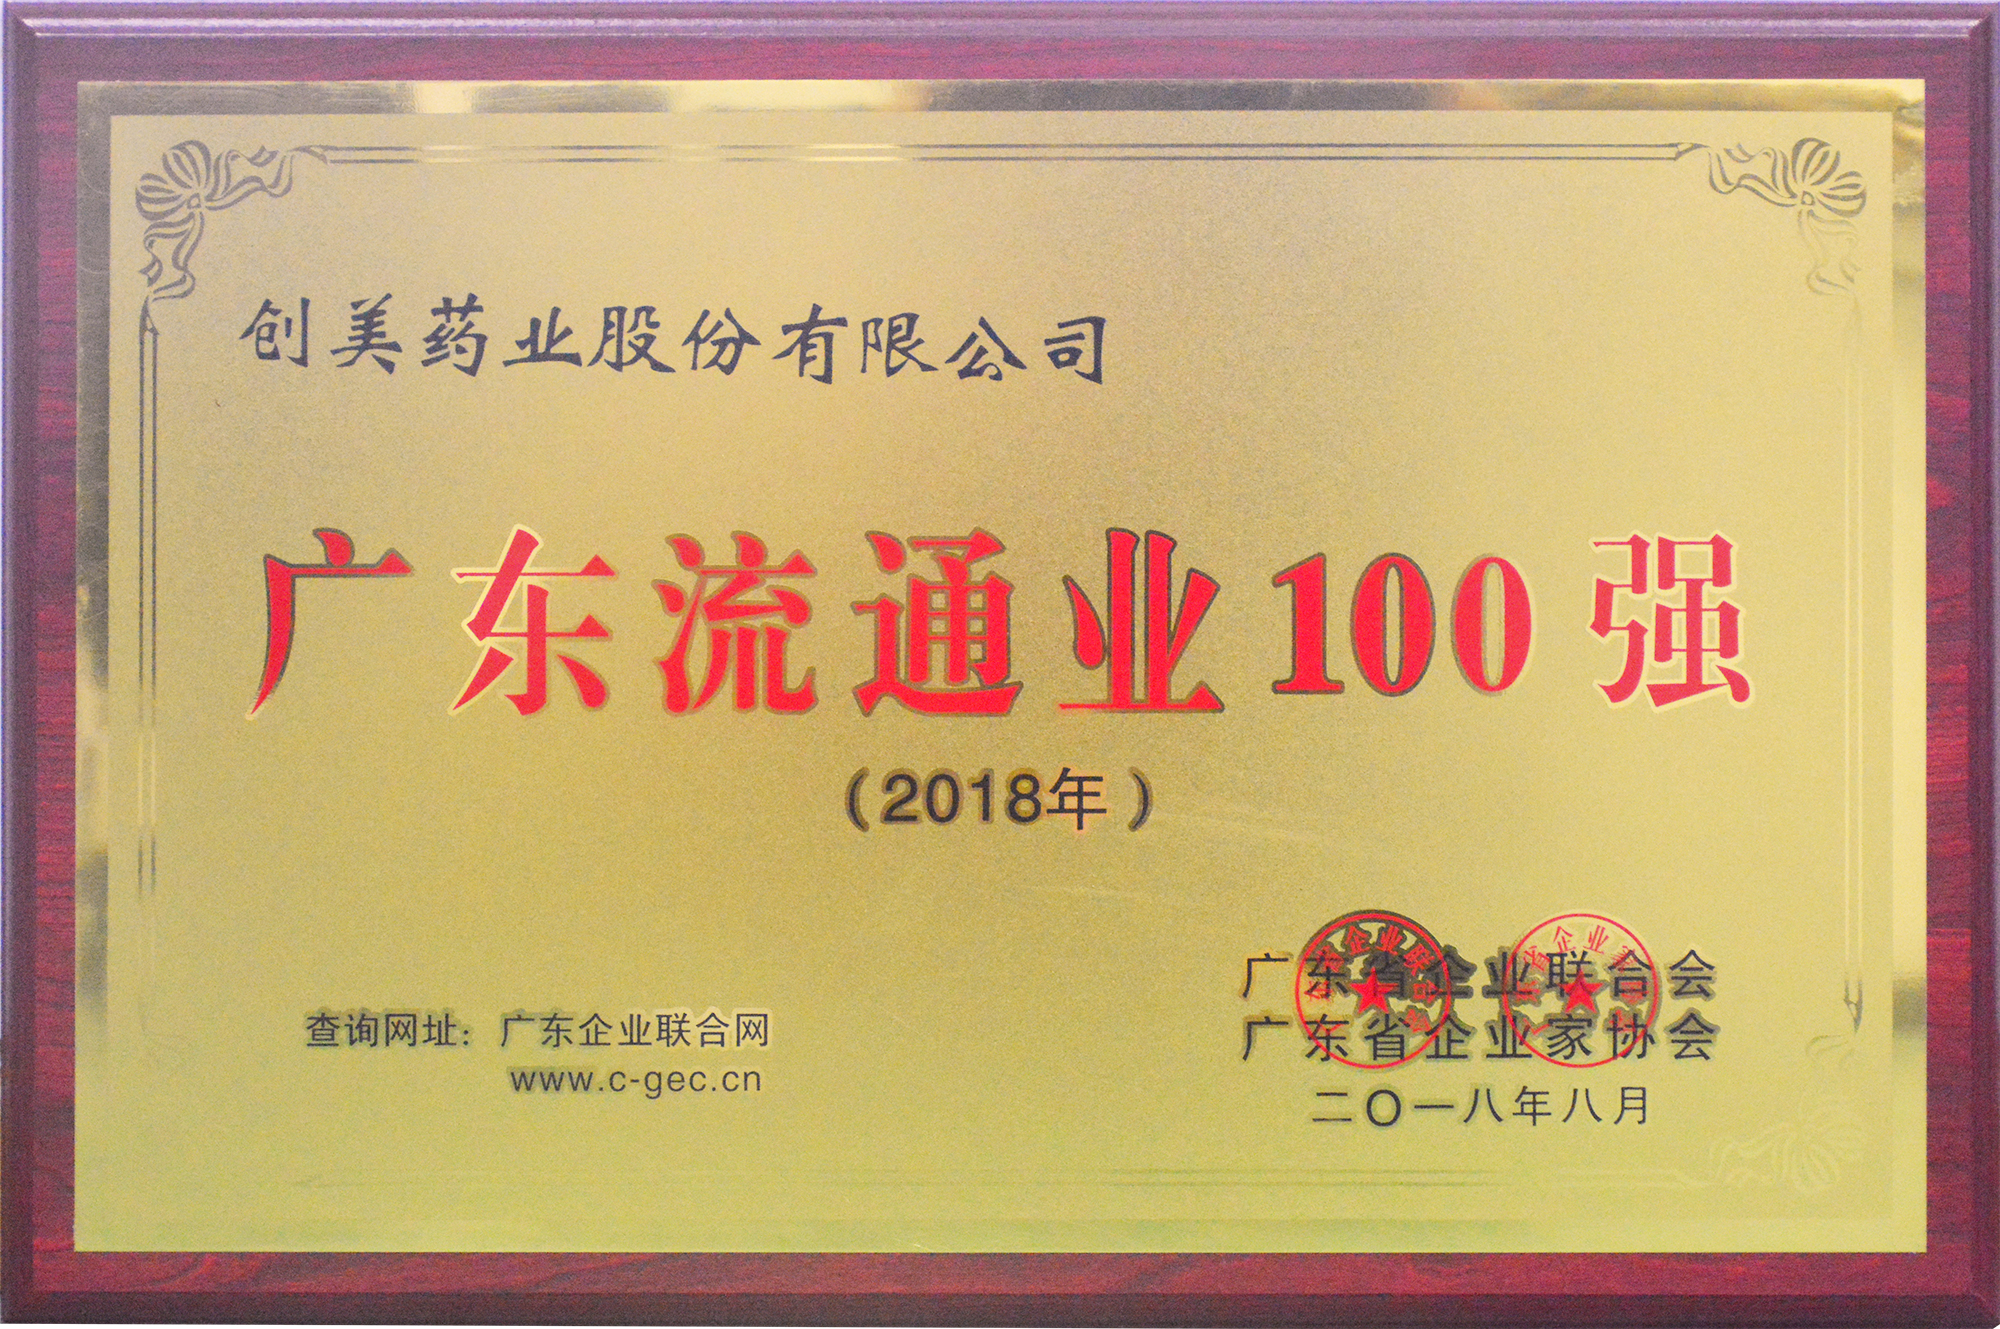 创美药业股份有限公司
广东流通业100强
（2018年）
查询网址：广东企业联合网
www.c-gec.cn
广东省企业联合会
广东省企业家协会
二〇一八年八月